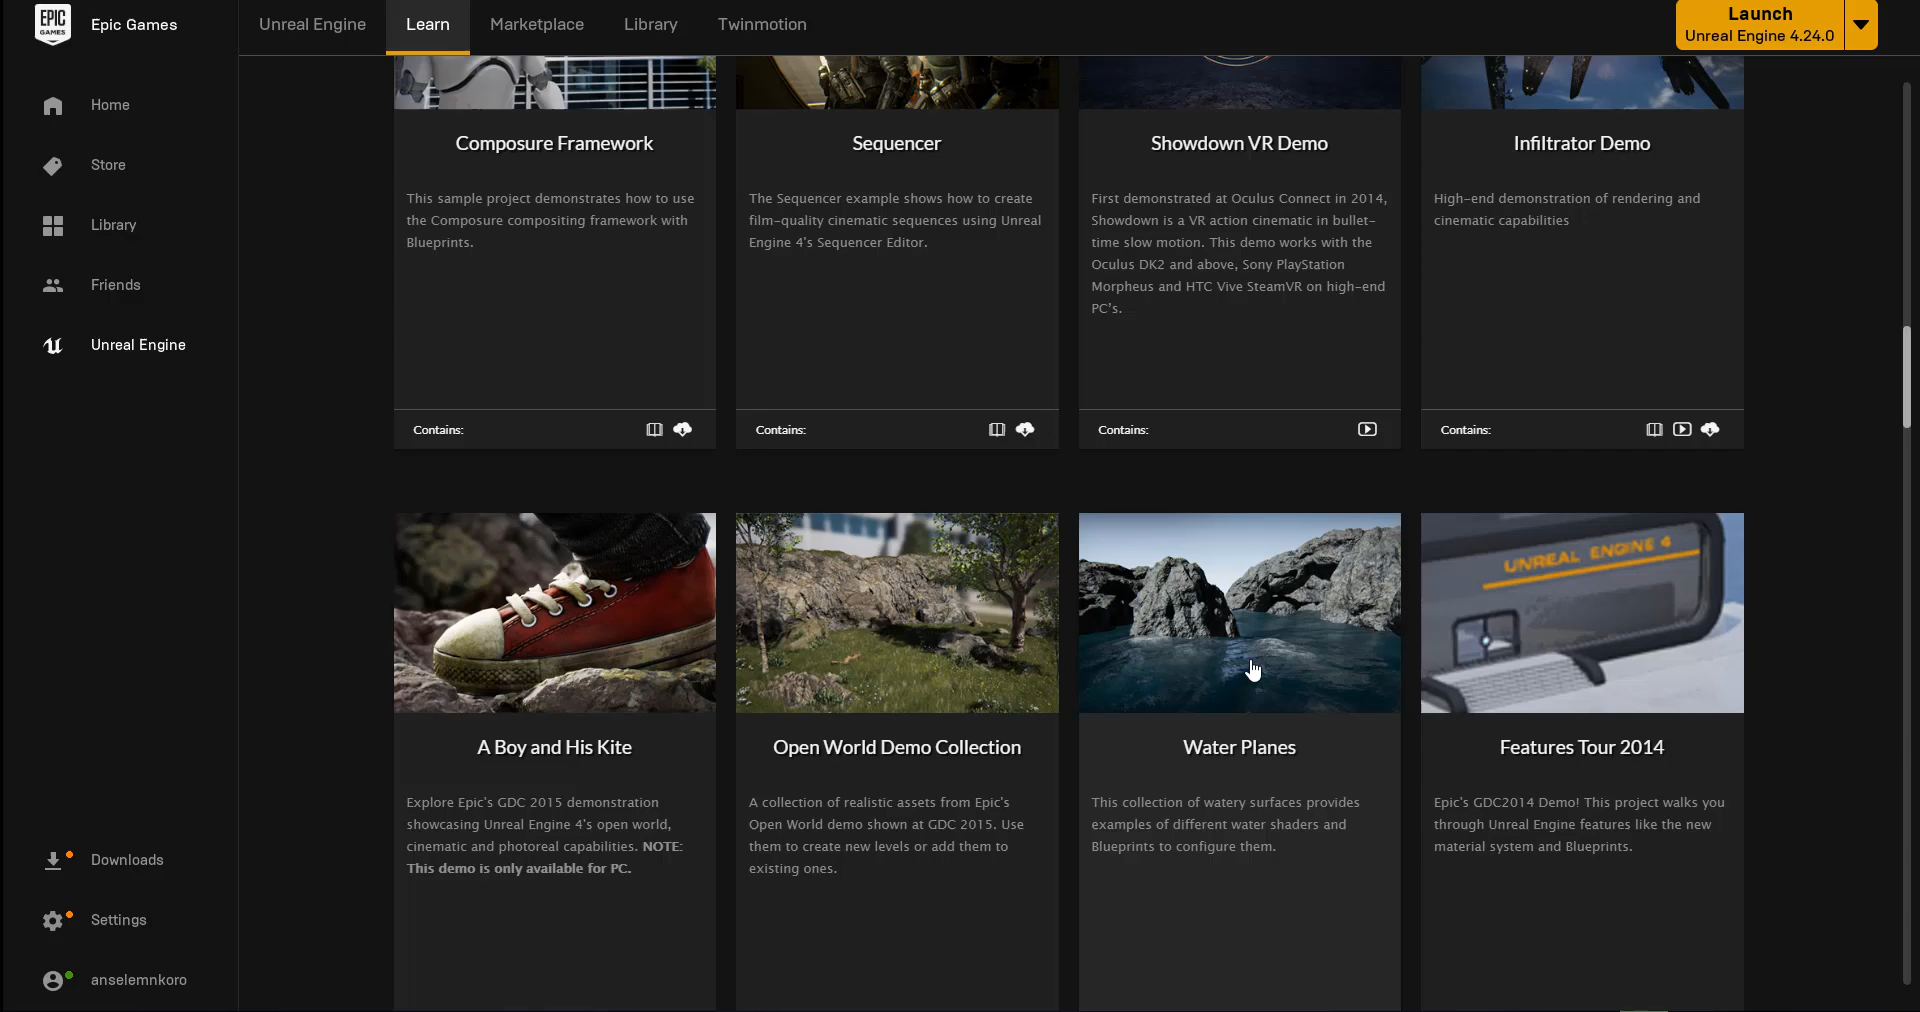 EPIC
GAMES
Epic Games
Unreal Engine
Learn
Marketplace
Library
Twinmotion
Launch
Unreal Engine 4.24.0
Home
Store
Library
Friends
Unreal Engine
Downloads
Settings
anselemnkoro
Composure Framework
This sample project demonstrates how to use
the Composure compositing framework with
Blueprints.
Contains:
Sequencer
The Sequencer example shows how to create
film-quality cinematic sequences using Unreal
Engine 4's Sequencer Editor.
Contains:
Showdown VR Demo
First demonstrated at Oculus Connect in 2014,
Showdown is a VR action cinematic in bullet-
time slow motion. This demo works with the
Oculus DK2 and above, Sony PlayStation
Morpheus and HTC Vive SteamVR on high-end
PC's.
Contains:
Infiltrator Demo
High-end demonstration of rendering and
cinematic capabilities
Contains:
A Boy and His Kite
Explore Epic's GDC 2015 demonstration
showcasing Unreal Engine 4's open world,
cinematic and photoreal capabilities. NOTE:
This demo is only available for PC.
Open World Demo Collection
A collection of realistic assets from Epic's
Open World demo shown at GDC 2015. Use
them to create new levels or add them to
existing ones.
Water Planes
This collection of watery surfaces provides
examples of different water shaders and
Blueprints to configure them.
UNREAL ENGINE 4
Features Tour 2014
Epic's GDC2014 Demo! This project walks you
through Unreal Engine features like the new
material system and Blueprints.